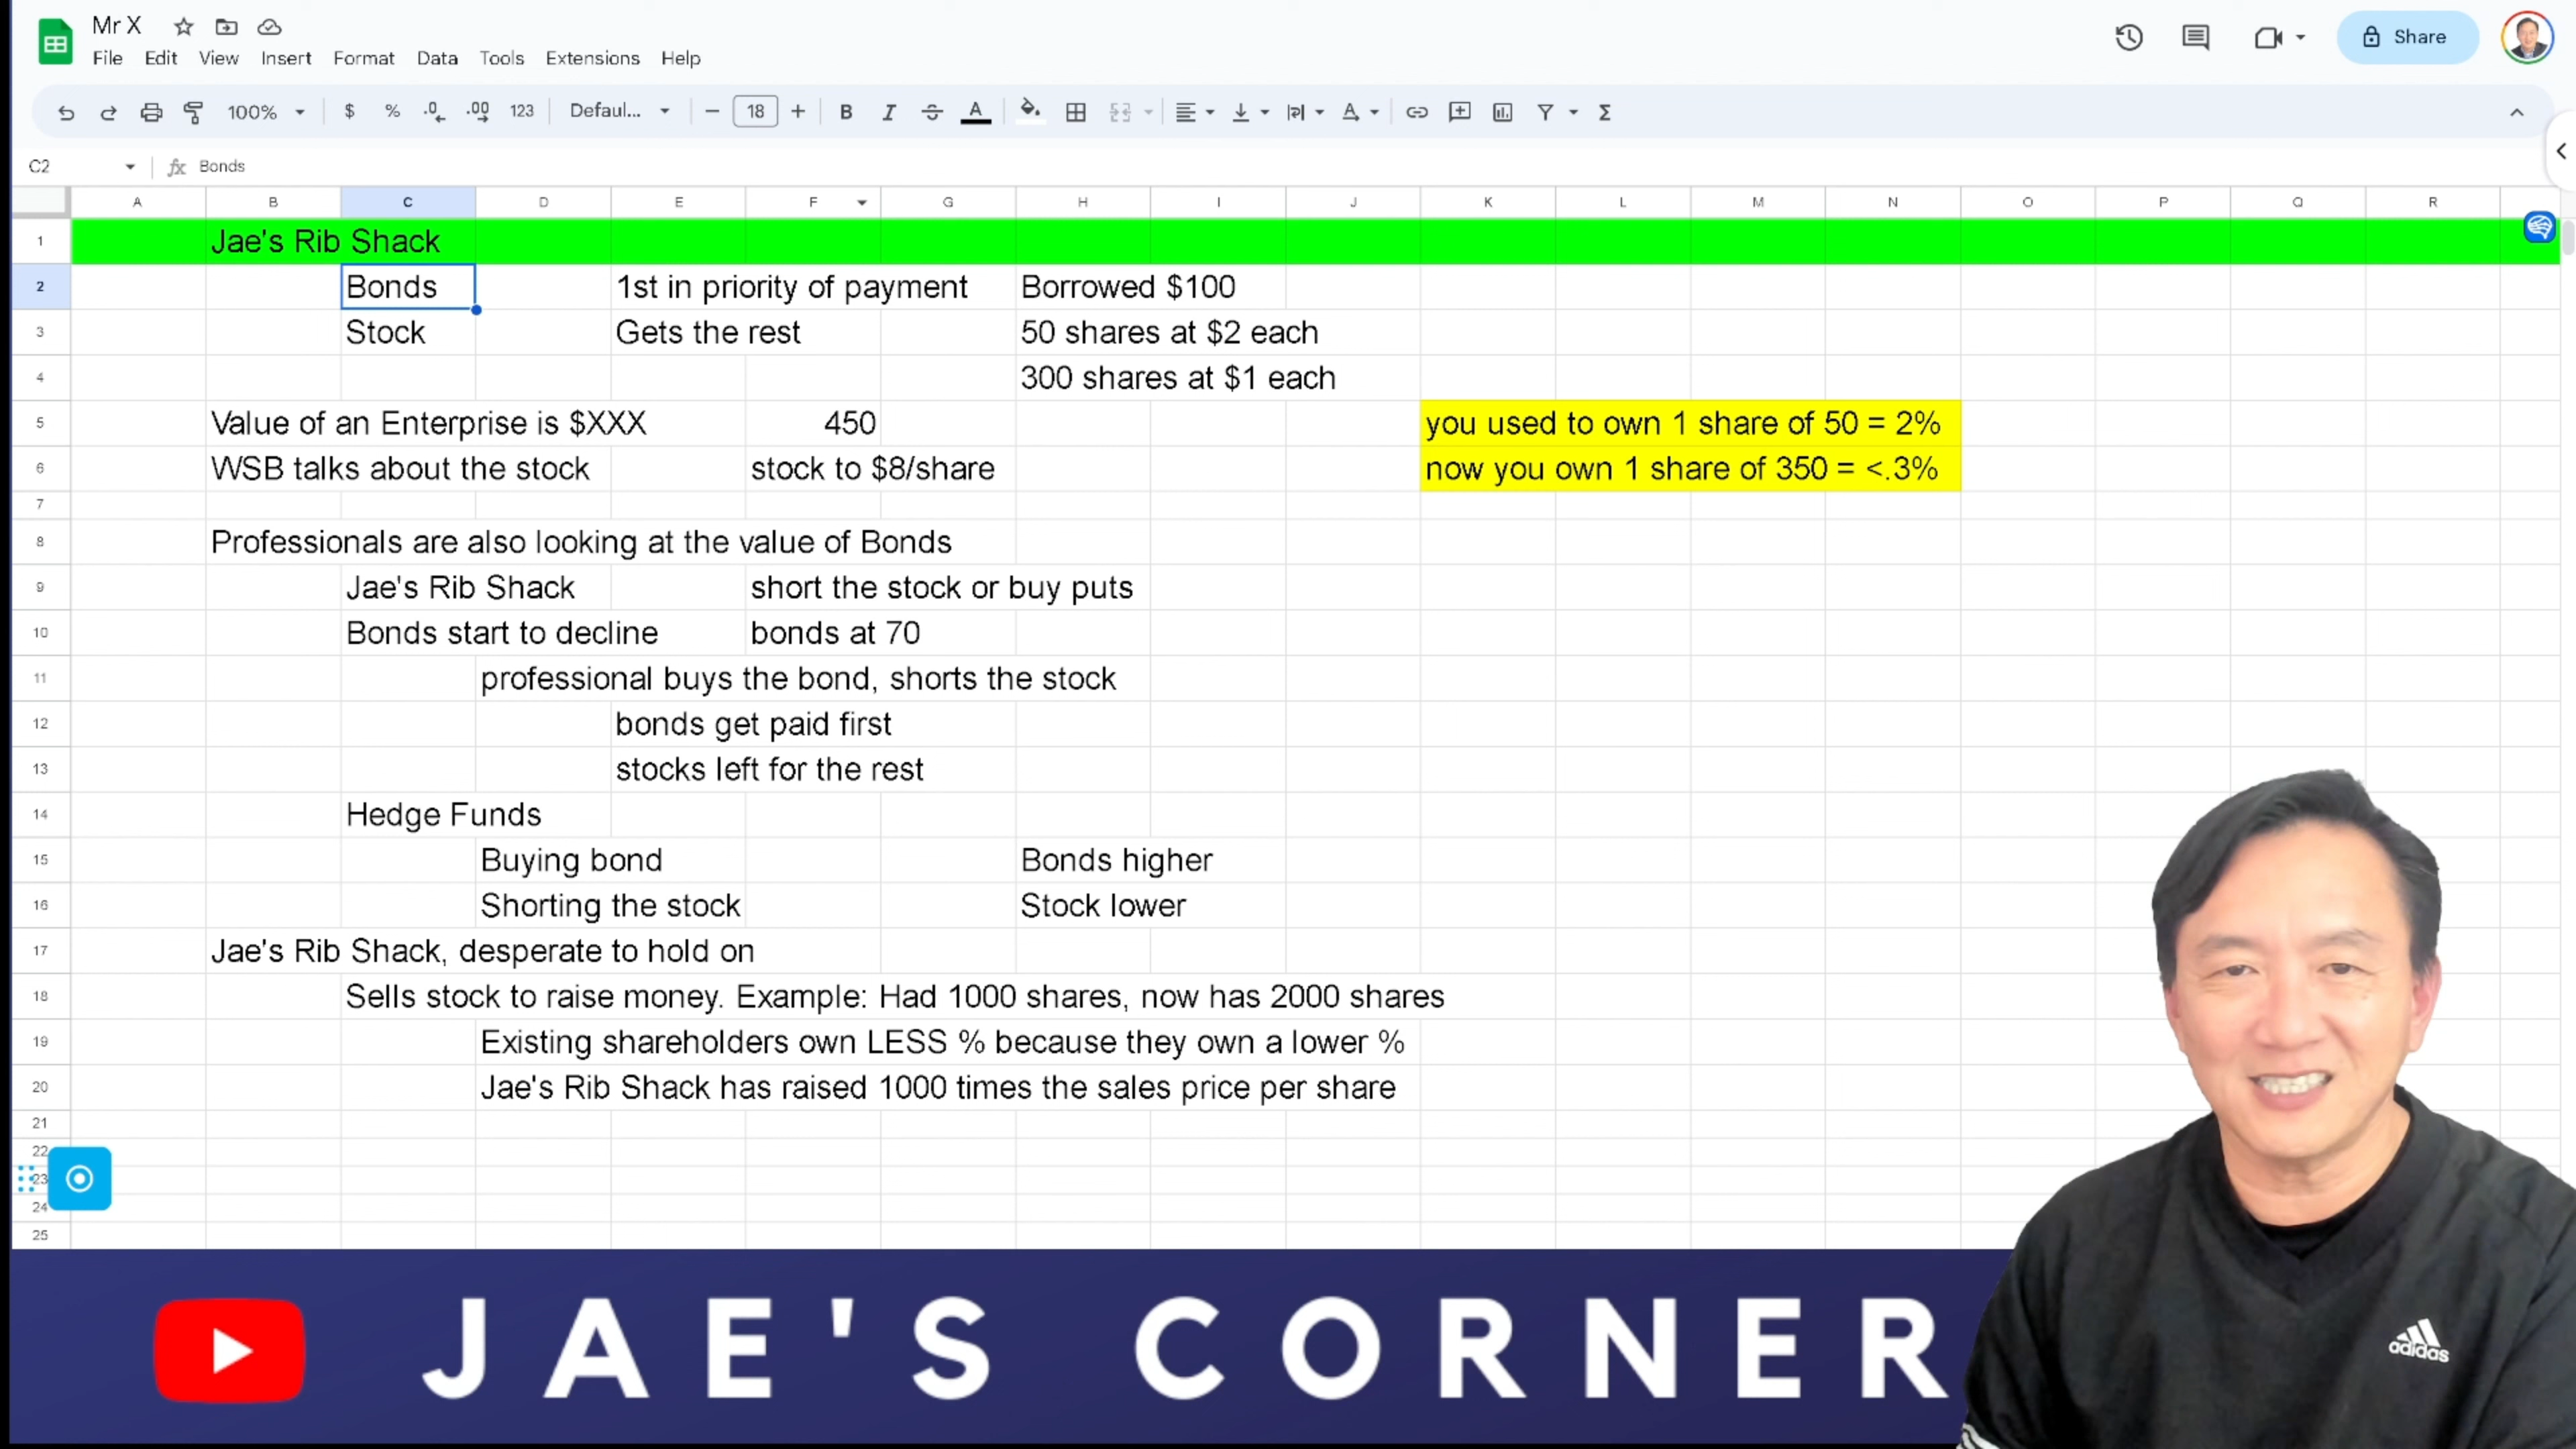 Mr X
File Edit View Insert Format Data Tools Extensions Help
Share
100% $ % .0 .00 123 Defaul... 18 B I A
C2 fx Bonds
A B C D E F G H I J K L M N O P Q R
1 Jae's Rib Shack
2 Bonds 1st in priority of payment Borrowed $100
3 Stock Gets the rest 50 shares at $2 each
4 300 shares at $1 each
5 Value of an Enterprise is $XXX 450 you used to own 1 share of 50 = 2%
6 WSB talks about the stock stock to $8/share now you own 1 share of 350 = <.3%
7
8 Professionals are also looking at the value of Bonds
9 Jae's Rib Shack short the stock or buy puts
10 Bonds start to decline bonds at 70
11 professional buys the bond, shorts the stock
12 bonds get paid first
13 stocks left for the rest
14 Hedge Funds
15 Buying bond Bonds higher
16 Shorting the stock Stock lower
17 Jae's Rib Shack, desperate to hold on
18 Sells stock to raise money. Example: Had 1000 shares, now has 2000 shares
19 Existing shareholders own LESS % because they own a lower %
20 Jae's Rib Shack has raised 1000 times the sales price per share
21
22
23
24
25
JAE'S CORNER
adidas